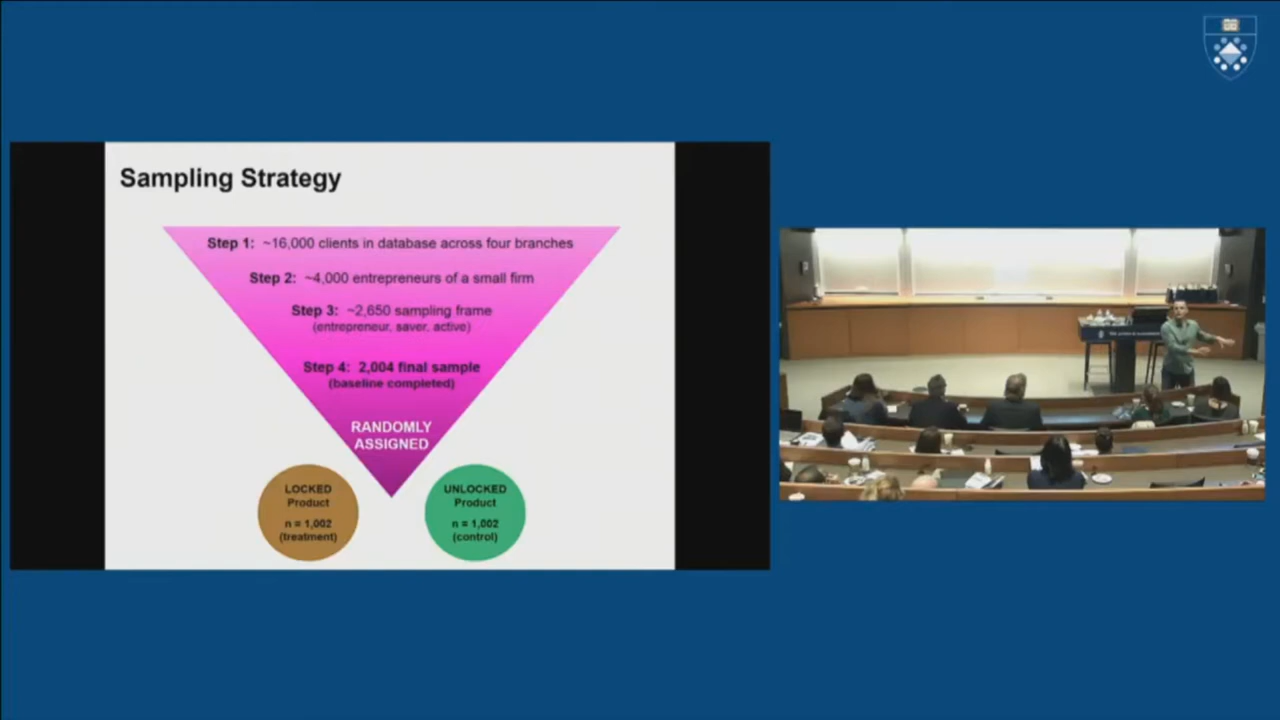 Sampling Strategy
Step 1: ~16,000 clients in database across four branches
Step 2: ~4,000 entrepreneurs of a small firm
Step 3: ~2,650 sampling frame
(entrepreneur, saver, active)
Step 4: 2,004 final sample
(baseline completed)
RANDOMLY
ASSIGNED
LOCKED
Product
n = 1,002
(treatment)
UNLOCKED
Product
n = 1,002
(control)